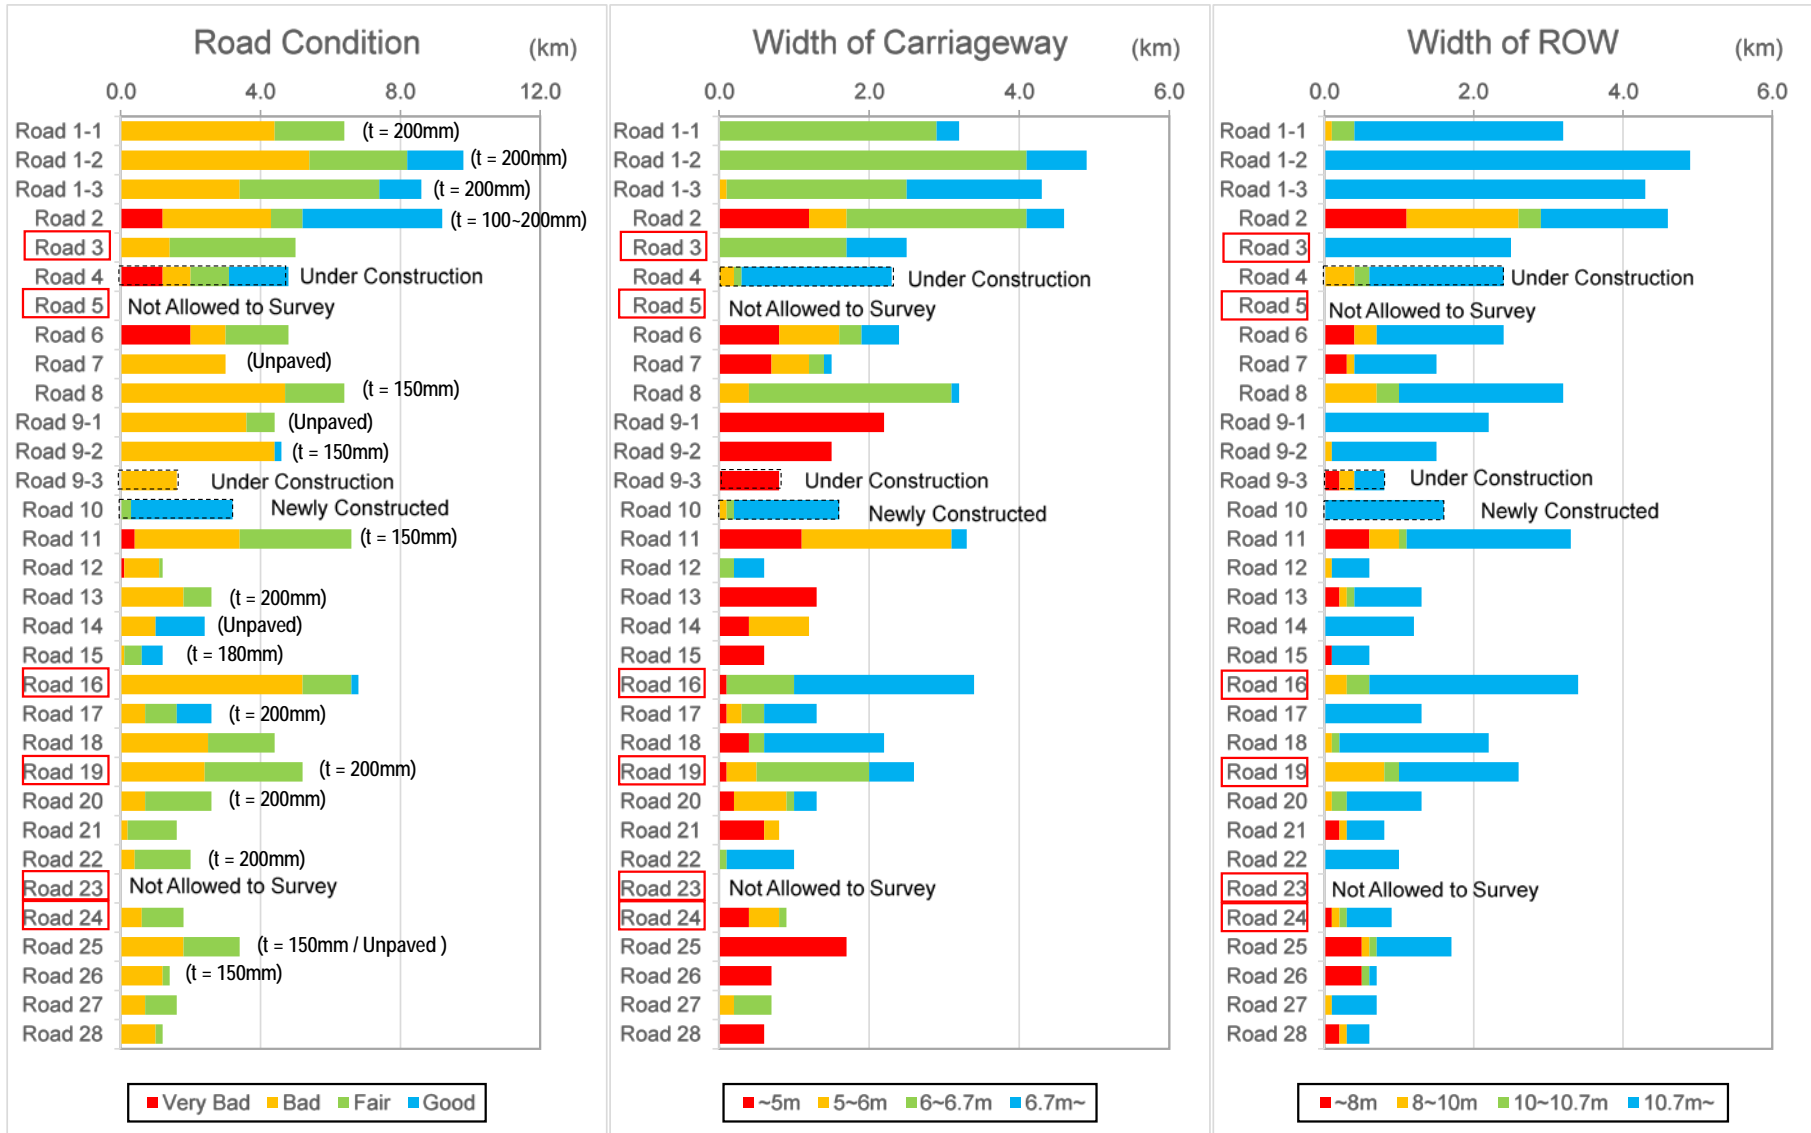 Road Condition (km)
0.0 4.0 8.0 12.0
Road 1-1 (t = 200mm)
Road 1-2 (t = 200mm)
Road 1-3 (t = 200mm)
Road 2 (t = 100~200mm)
Road 3
Road 4 Under Construction
Road 5 Not Allowed to Survey
Road 6
Road 7 (Unpaved)
Road 8 (t = 150mm)
Road 9-1 (Unpaved)
Road 9-2 (t = 150mm)
Road 9-3 Under Construction
Road 10 Newly Constructed
Road 11 (t = 150mm)
Road 12
Road 13 (t = 200mm)
Road 14 (Unpaved)
Road 15 (t = 180mm)
Road 16
Road 17 (t = 200mm)
Road 18
Road 19 (t = 200mm)
Road 20 (t = 200mm)
Road 21
Road 22 (t = 200mm)
Road 23 Not Allowed to Survey
Road 24
Road 25 (t = 150mm / Unpaved )
Road 26 (t = 150mm)
Road 27
Road 28
Very Bad Bad Fair Good
Width of Carriageway (km)
0.0 2.0 4.0 6.0
Road 1-1
Road 1-2
Road 1-3
Road 2
Road 3
Road 4 Under Construction
Road 5 Not Allowed to Survey
Road 6
Road 7
Road 8
Road 9-1
Road 9-2
Road 9-3 Under Construction
Road 10 Newly Constructed
Road 11
Road 12
Road 13
Road 14
Road 15
Road 16
Road 17
Road 18
Road 19
Road 20
Road 21
Road 22
Road 23 Not Allowed to Survey
Road 24
Road 25
Road 26
Road 27
Road 28
~5m 5~6m 6~6.7m 6.7m~
Width of ROW (km)
0.0 2.0 4.0 6.0
Road 1-1
Road 1-2
Road 1-3
Road 2
Road 3
Road 4 Under Construction
Road 5 Not Allowed to Survey
Road 6
Road 7
Road 8
Road 9-1
Road 9-2
Road 9-3 Under Construction
Road 10 Newly Constructed
Road 11
Road 12
Road 13
Road 14
Road 15
Road 16
Road 17
Road 18
Road 19
Road 20
Road 21
Road 22
Road 23 Not Allowed to Survey
Road 24
Road 25
Road 26
Road 27
Road 28
~8m 8~10m 10~10.7m 10.7m~